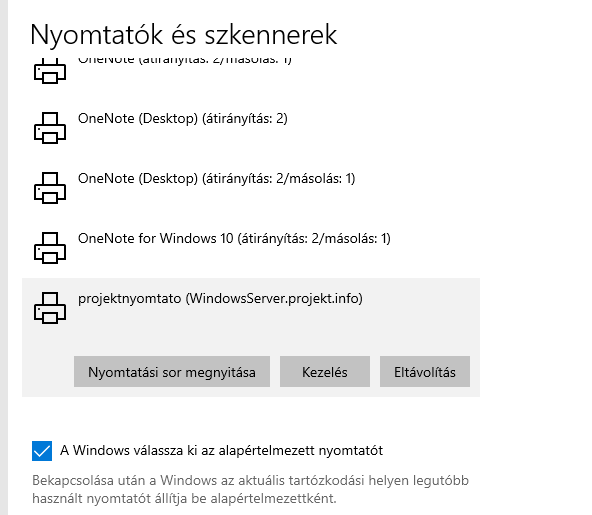 Nyomtatók és szkennerek
OneNote (átirányítás: 2/másolás: 1)
OneNote (Desktop) (átirányítás: 2)
OneNote (Desktop) (átirányítás: 2/másolás: 1)
OneNote for Windows 10 (átirányítás: 2/másolás: 1)
projektnyomtato (WindowsServer.projekt.info)
Nyomtatási sor megnyitása Kezelés Eltávolítás
A Windows válassza ki az alapértelmezett nyomtatót
Bekapcsolása után a Windows az aktuális tartózkodási helyen legutóbb
használt nyomtatót állítja be alapértelmezettként.